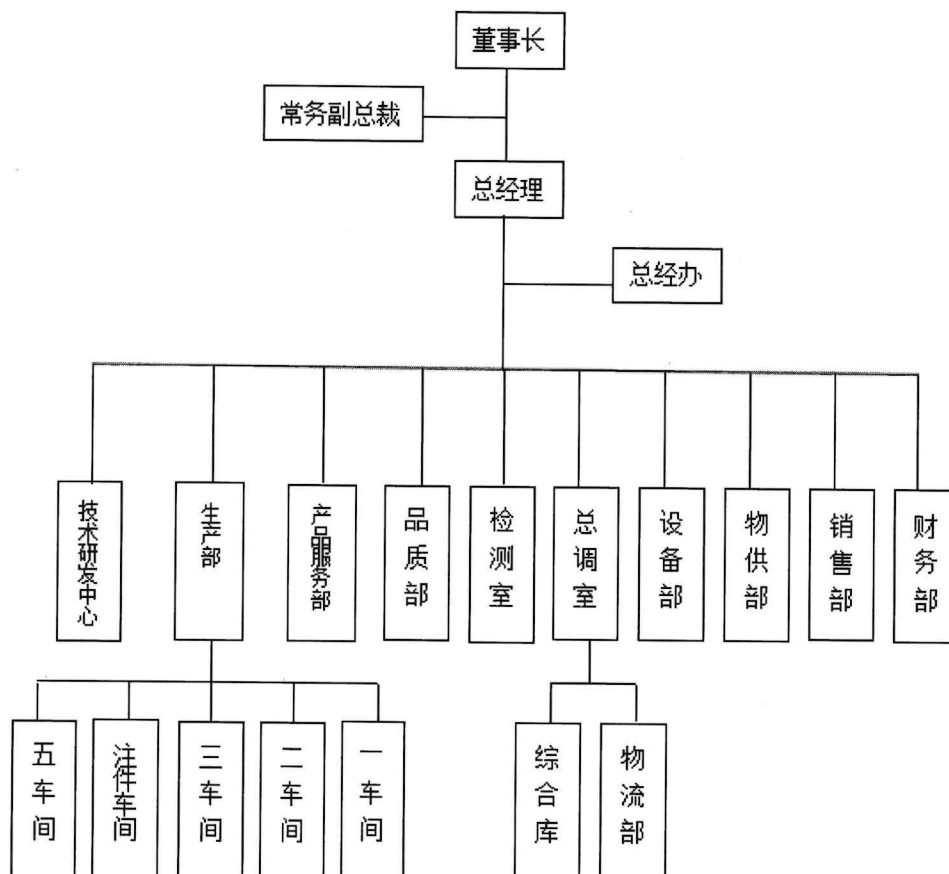 董事长
常务副总裁
总经理
总经办
技术研发中心
生产部
产品服务部
品质部
检测室
总调室
设备部
物供部
销售部
财务部
五车间
注件车间
三车间
二车间
一车间
综合库
物流部